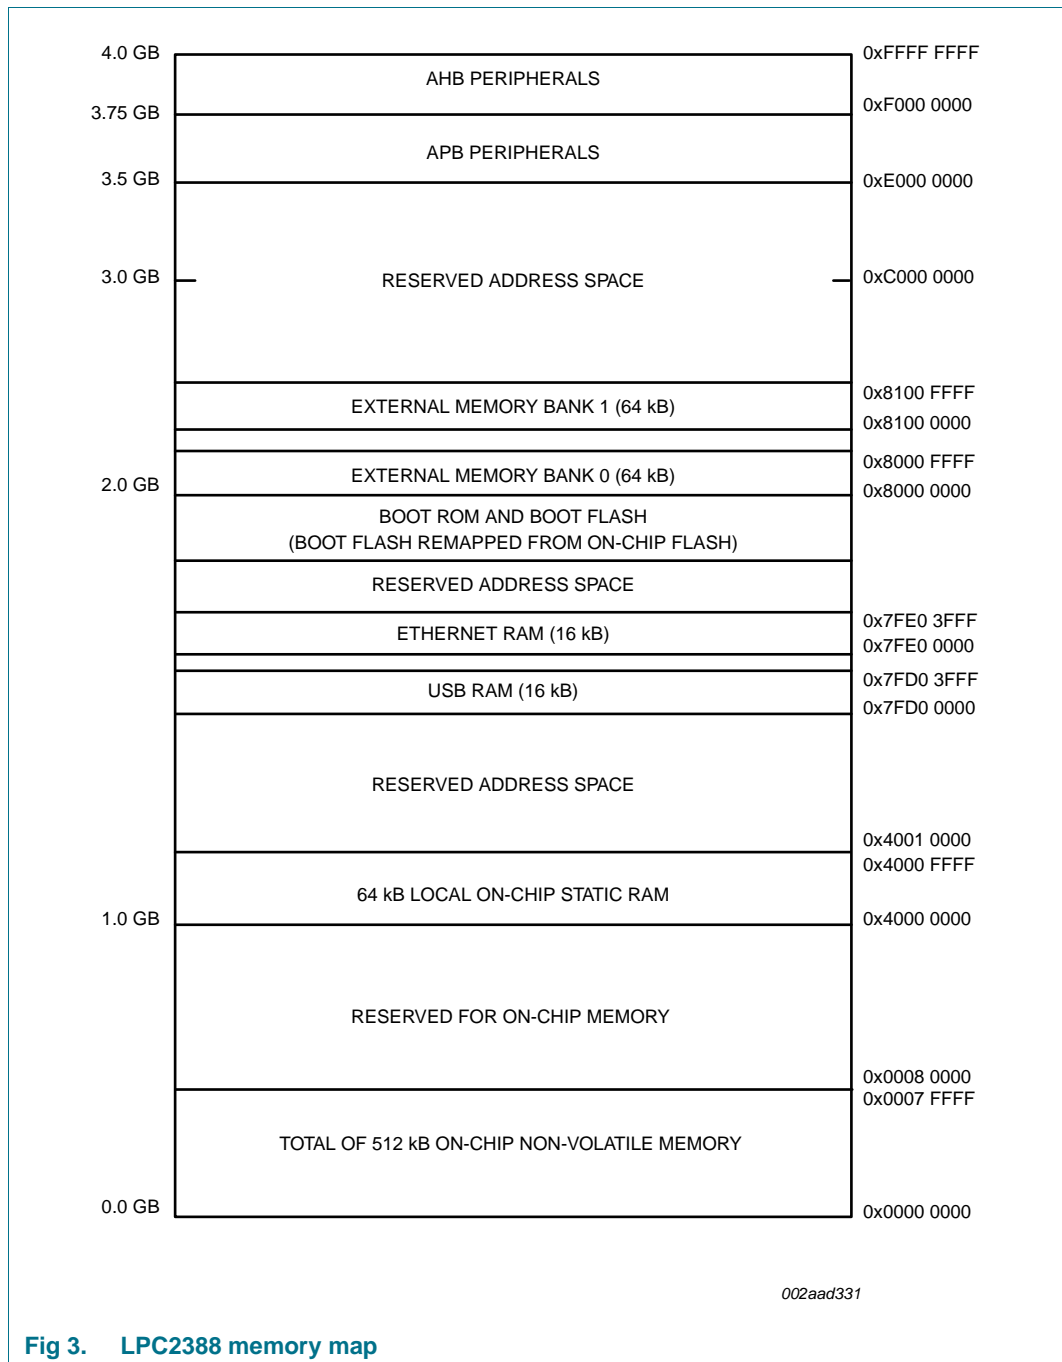 4.0 GB
0xFFFF FFFF
AHB PERIPHERALS
3.75 GB
0xF000 0000
APB PERIPHERALS
3.5 GB
0xE000 0000
3.0 GB
RESERVED ADDRESS SPACE
0xC000 0000
0x8100 FFFF
EXTERNAL MEMORY BANK 1 (64 kB)
0x8100 0000
0x8000 FFFF
EXTERNAL MEMORY BANK 0 (64 kB)
2.0 GB
0x8000 0000
BOOT ROM AND BOOT FLASH
(BOOT FLASH REMAPPED FROM ON-CHIP FLASH)
RESERVED ADDRESS SPACE
0x7FE0 3FFF
ETHERNET RAM (16 kB)
0x7FE0 0000
0x7FD0 3FFF
USB RAM (16 kB)
0x7FD0 0000
RESERVED ADDRESS SPACE
0x4001 0000
0x4000 FFFF
64 kB LOCAL ON-CHIP STATIC RAM
1.0 GB
0x4000 0000
RESERVED FOR ON-CHIP MEMORY
0x0008 0000
0x0007 FFFF
TOTAL OF 512 kB ON-CHIP NON-VOLATILE MEMORY
0.0 GB
0x0000 0000
002aad331
Fig 3. LPC2388 memory map